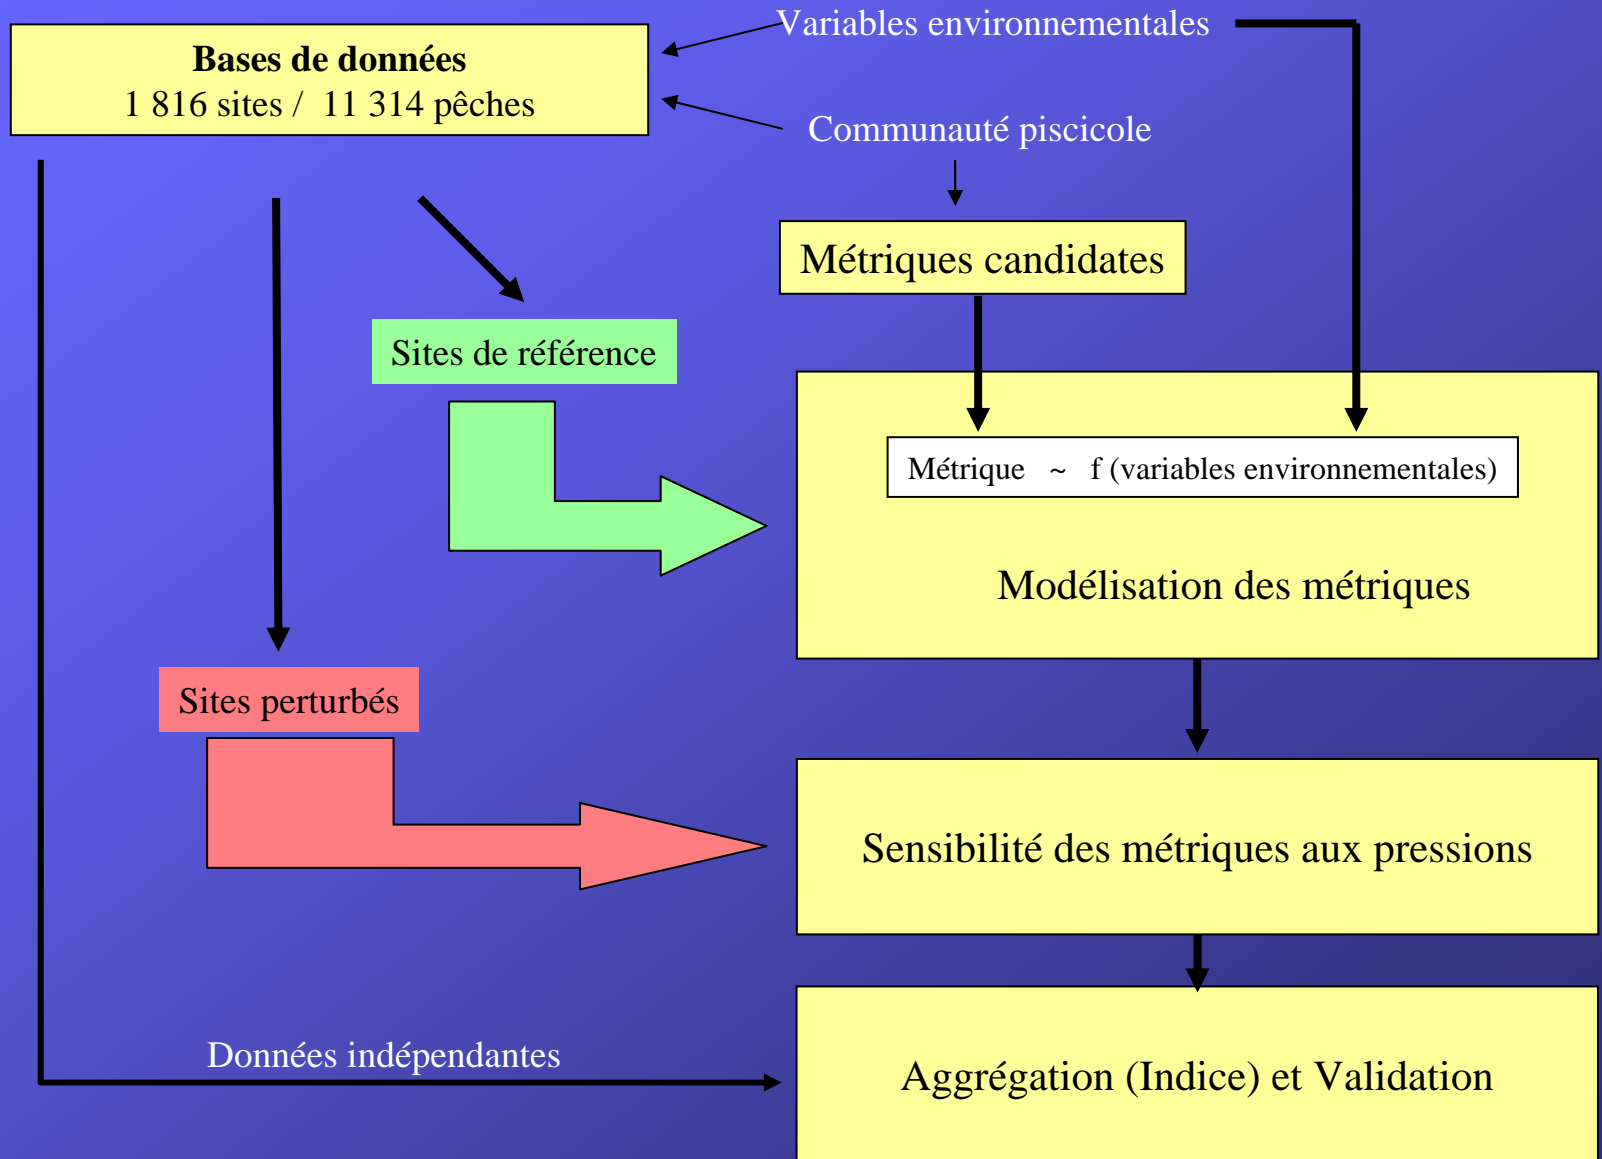 Variables environnementales
Bases de données
1 816 sites / 11 314 pêches
Communauté piscicole
Métriques candidates
Sites de référence
Métrique ~ f (variables environnementales)
Modélisation des métriques
Sites perturbés
Sensibilité des métriques aux pressions
Données indépendantes
Aggrégation (Indice) et Validation